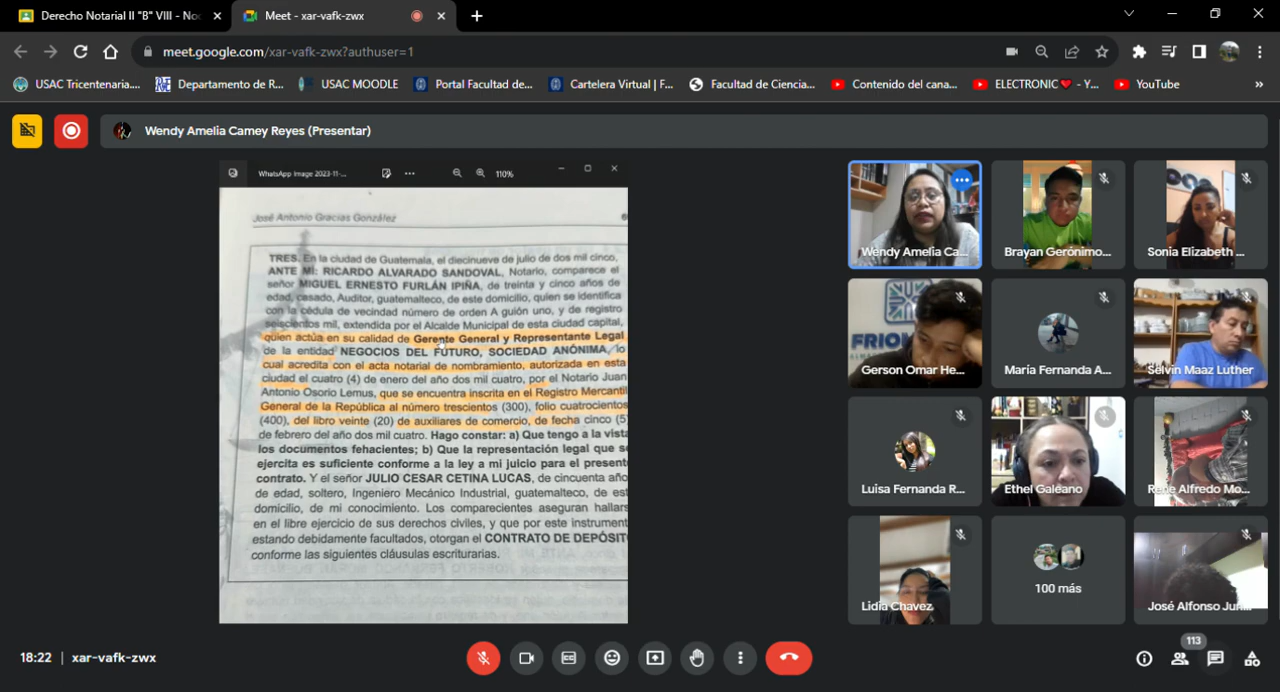 Derecho Notarial II "B" VIII - No
Meet - xar-vafk-zwx
meet.google.com/xar-vafk-zwx?authuser=1
USAC Tricentenaria....
Departamento de R...
USAC MOODLE
Portal Facultad de...
Cartelera Virtual | F...
Facultad de Ciencia...
Contenido del cana...
ELECTRONIC❤ - Y...
YouTube
»
Wendy Amelia Camey Reyes (Presentar)
WhatsApp Image 2023-11-...
110%
José Antonio Gracias González
TRES. En la ciudad de Guatemala, el diecinueve de julio de dos mil cinco,
ANTE MÍ: RICARDO ALVARADO SANDOVAL, Notario, comparece el
señor MIGUEL ERNESTO FURLÁN IPIÑA, de treinta y cinco años de
edad, casado, Auditor, guatemalteco, de este domicilio, quien se identifica
con la cédula de vecindad número de orden A guión uno, y de registro
seiscientos mil, extendida por el Alcalde Municipal de esta ciudad capital,
quien actúa en su calidad de Gerente General y Representante Legal
de la entidad NEGOCIOS DEL FUTURO, SOCIEDAD ANÓNIMA, lo
cual acredita con el acta notarial de nombramiento, autorizada en esta
ciudad el cuatro (4) de enero del año dos mil cuatro, por el Notario Juan
Antonio Osorio Lemus, que se encuentra inscrita en el Registro Mercantil
General de la República al número trescientos (300), folio cuatrocientos
(400), del libro veinte (20) de auxiliares de comercio, de fecha cinco (5)
de febrero del año dos mil cuatro. Hago constar: a) Que tengo a la vista
los documentos fehacientes; b) Que la representación legal que s
ejercita es suficiente conforme a la ley a mi juicio para el present
contrato. Y el señor JULIO CESAR CETINA LUCAS, de cincuenta año
de edad, soltero, Ingeniero Mecánico Industrial, guatemalteco, de est
domicilio, de mi conocimiento. Los comparecientes aseguran hallars
en el libre ejercicio de sus derechos civiles, y que por este instrument
estando debidamente facultados, otorgan el CONTRATO DE DEPÓSITO
conforme las siguientes cláusulas escriturarias.
Wendy Amelia Ca...
Brayan Gerónimo...
Sonia Elizabeth ...
FRIO
Gerson Omar He...
María Fernanda A...
Selvin Maaz Luther
Luisa Fernanda R...
Ethel Galeano
René Alfredo Mo...
Lidia Chavez
100 más
José Alfonso Jun...
18:22 | xar-vafk-zwx
113